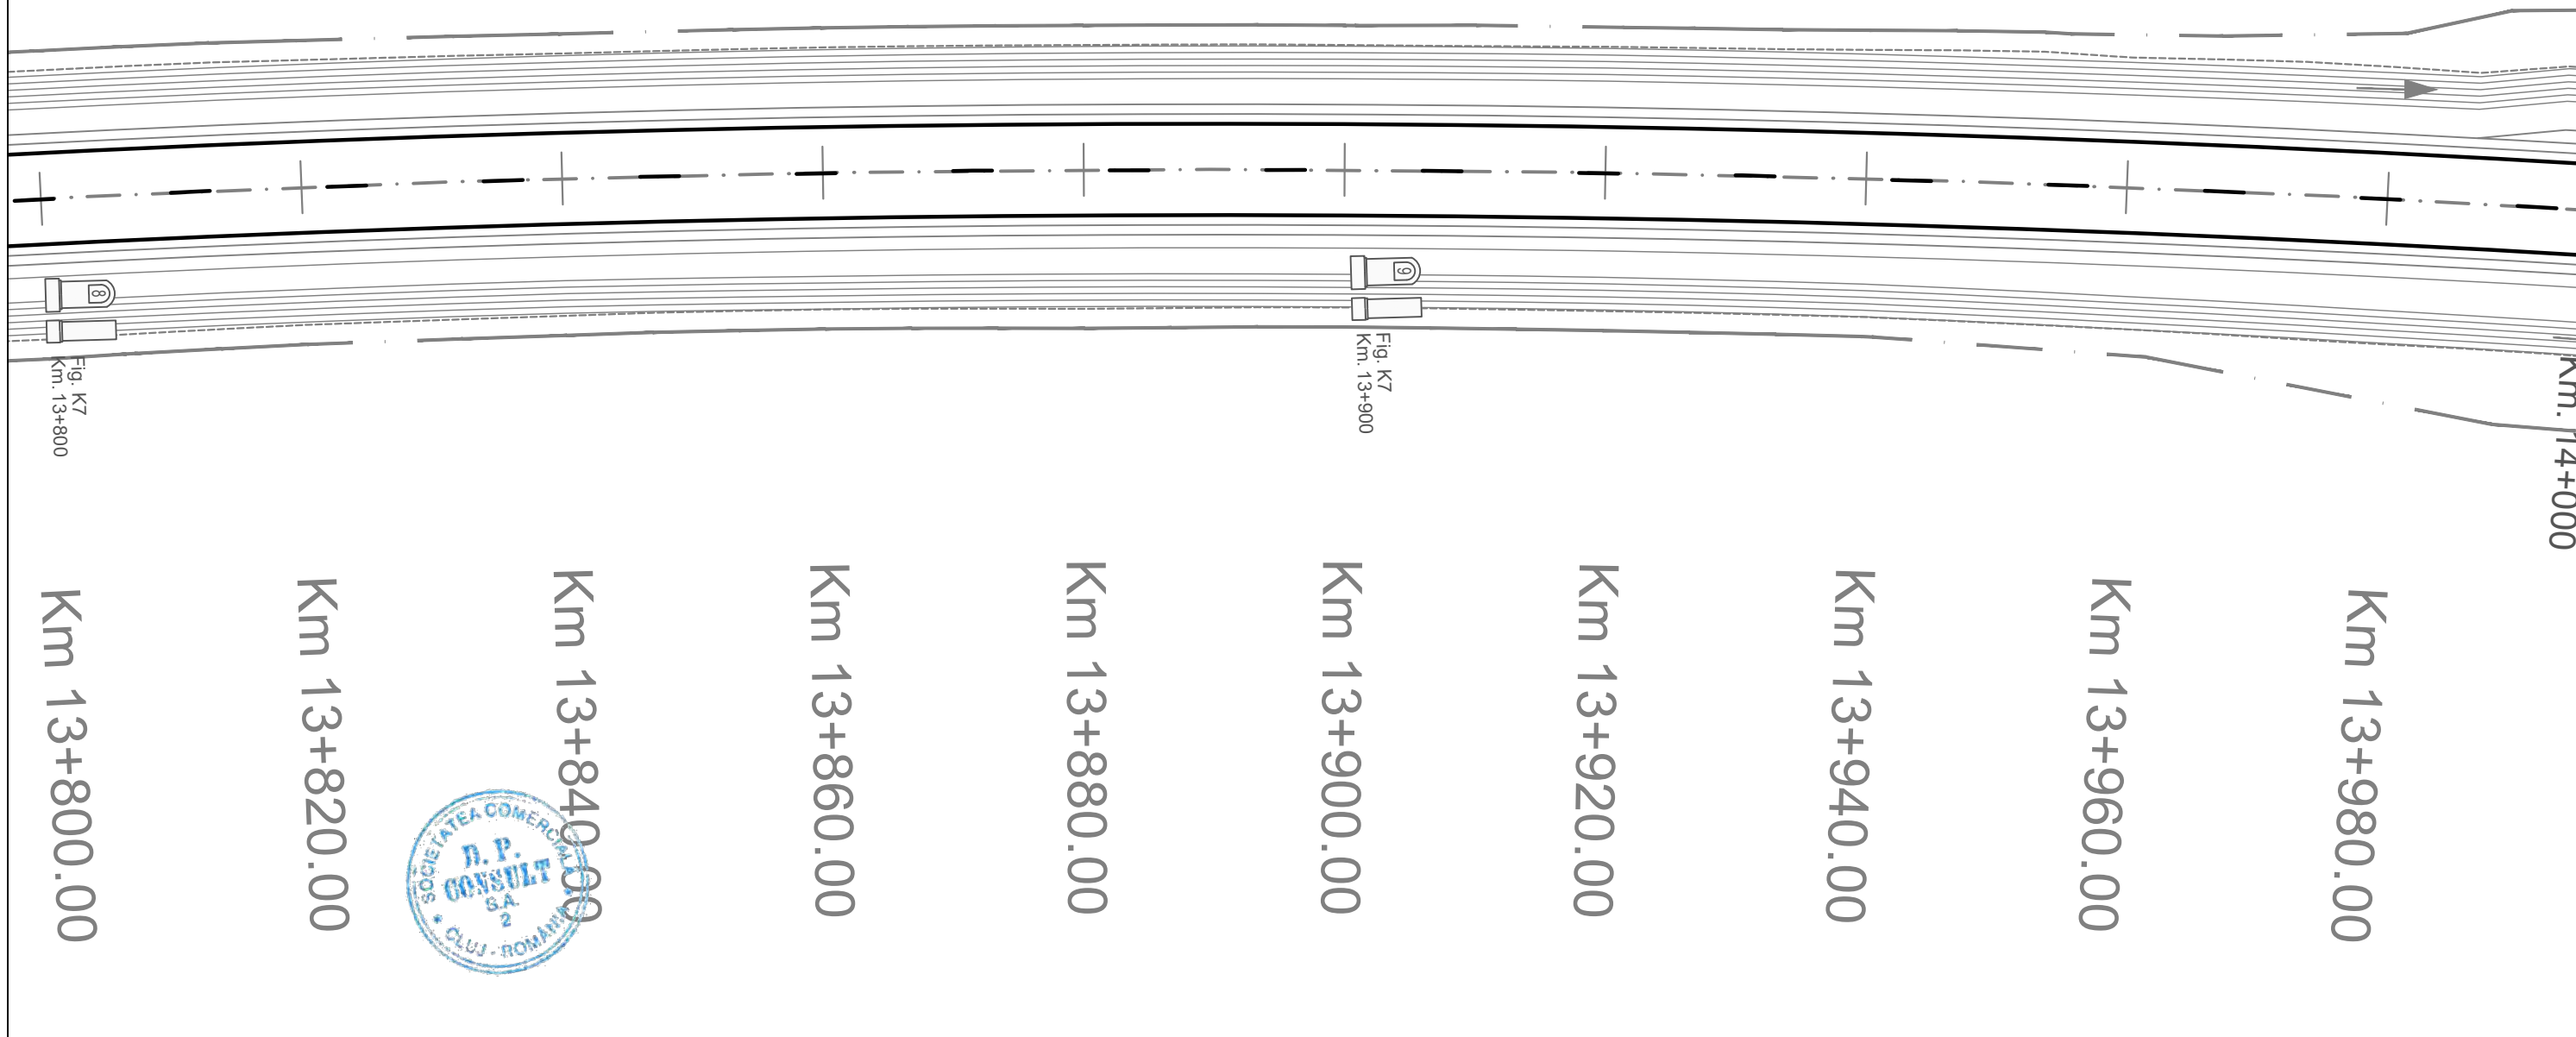 8
9
Fig. K7
Km. 13+800
Fig. K7
Km. 13+900
Km. 14+000
Km 13+800.00
Km 13+820.00
Km 13+840.00
Km 13+860.00
Km 13+880.00
Km 13+900.00
Km 13+920.00
Km 13+940.00
Km 13+960.00
Km 13+980.00
SOCIETATEA COMERCIALA
D. P.
CONSULT
S.A.
2
* CLUJ - ROMÂNIA *